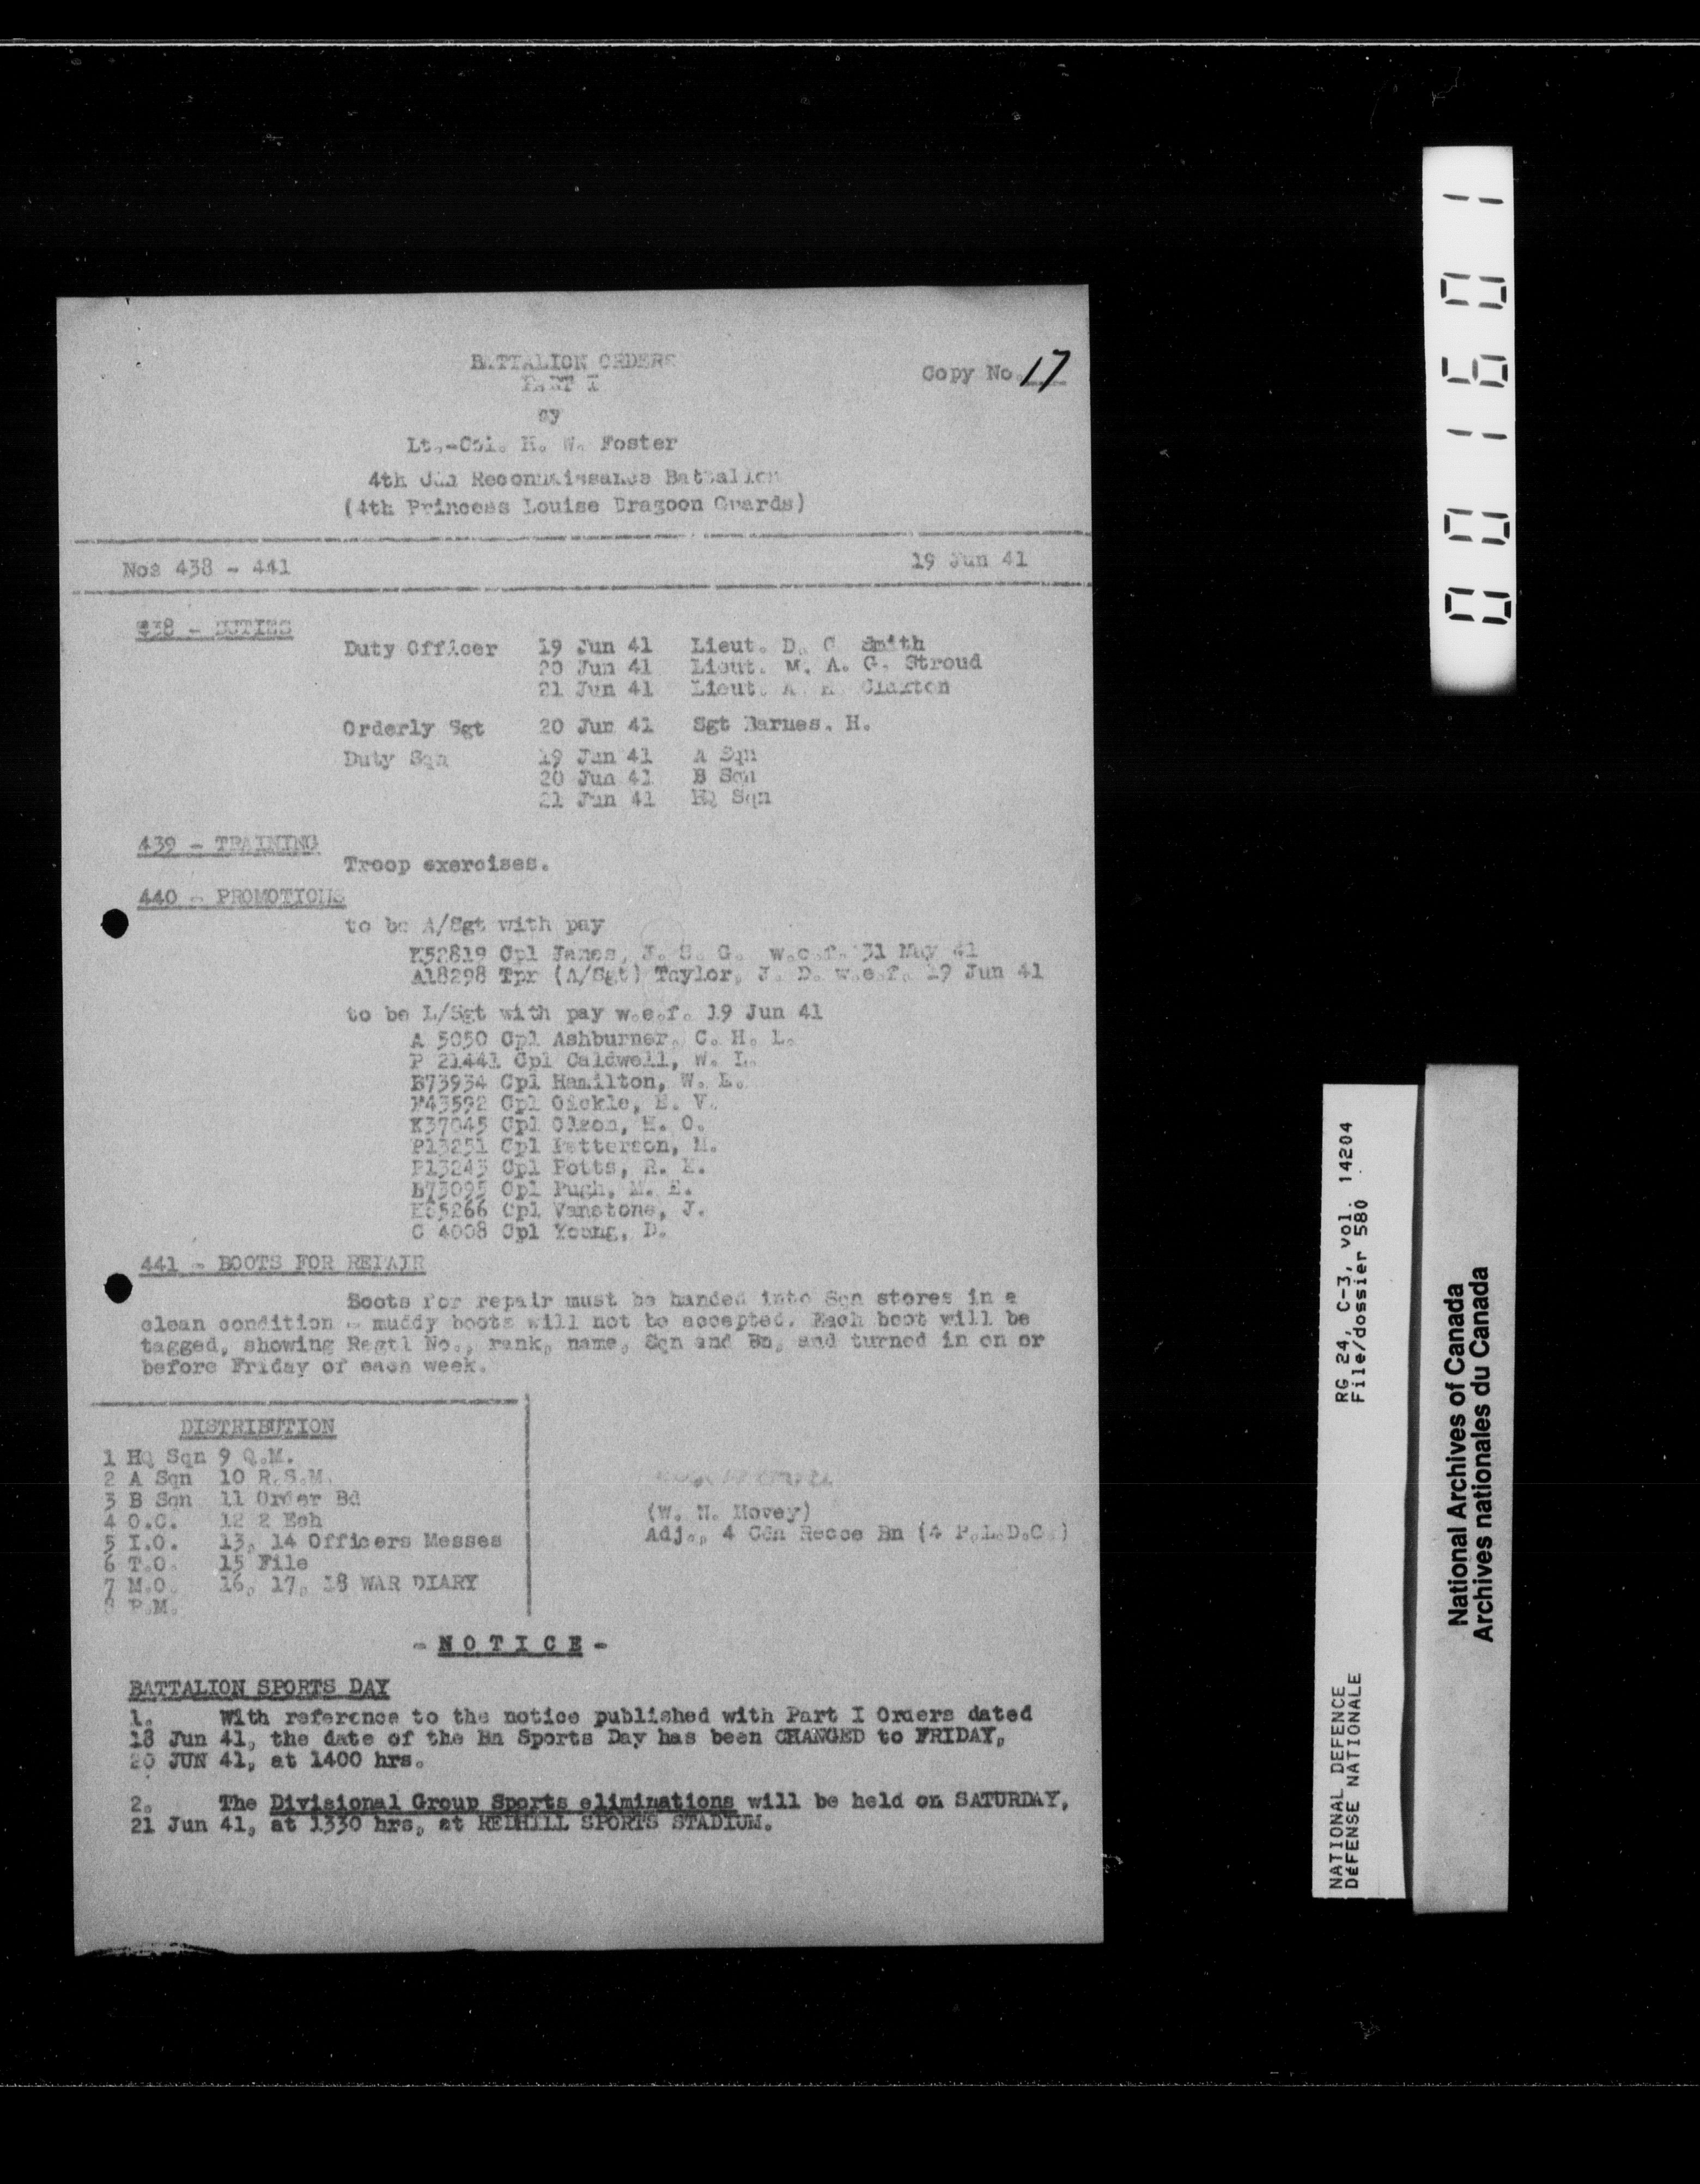 BATTALION ORDERS
PART I
by
Lt.-Col. H. W. Foster
4th Cdn Reconnaissance Battalion
(4th Princess Louise Dragoon Guards)
Copy No. 17
Nos 438 - 441 19 Jun 41
438 - DUTIES
Duty Officer 19 Jun 41 Lieut. D. C. Smith
20 Jun 41 Lieut. M. A. G. Stroud
21 Jun 41 Lieut. A. H. Claxton
Orderly Sgt 20 Jun 41 Sgt Barnes. H.
Duty Sqn 19 Jun 41 A Sqn
20 Jun 41 B Sqn
21 Jun 41 HQ Sqn
439 - TRAINING
Troop exercises.
440 - PROMOTIONS
to be A/Sgt with pay
K52819 Cpl James, J. S. G. w.e.f. 31 May 41
A18298 Tpr (A/Sgt) Taylor, J. D. w.e.f. 19 Jun 41
to be L/Sgt with pay w.e.f. 19 Jun 41
A 5050 Cpl Ashburner, C. H. L.
P 21441 Cpl Caldwell, W. I.
B73934 Cpl Hamilton, W. L.
Cpl Oickle, E. V.
K37045 Cpl Olson, H. O.
P13251 Cpl Patterson, M.
P13243 Cpl Potts, R. E.
B73095 Cpl Pugh, M. E.
Cpl Vanstone, J.
C 4008 Cpl Young, D.
441 - BOOTS FOR REPAIR
Boots for repair must be handed into Sqn stores in a
clean condition - muddy boots will not be accepted. Each boot will be
tagged, showing Regtl No., rank, name, Sqn and Bn, and turned in on or
before Friday of each week.
DISTRIBUTION
1 HQ Sqn 9 Q.M.
2 A Sqn 10 R.S.M.
3 B Sqn 11 Order Bd
4 O.C. 12 2 Ech
5 I.O. 13, 14 Officers Messes
6 T.O. 15 File
7 M.O. 16, 17, 18 WAR DIARY
8 P.M.
(W. N. Hovey)
Adj., 4 Cdn Recce Bn (4 P.L.D.G.)
- N O T I C E -
BATTALION SPORTS DAY
1. With reference to the notice published with Part I Orders dated
18 Jun 41, the date of the Bn Sports Day has been CHANGED to FRIDAY,
20 JUN 41, at 1400 hrs.
2. The Divisional Group Sports eliminations will be held on SATURDAY,
21 Jun 41, at 1330 hrs, at REDHILL SPORTS STADIUM.
001601
NATIONAL DEFENCE RG 24, C-3, Vol. 14204
DéFENSE NATIONALE File/dossier 580
National Archives of Canada
Archives nationales du Canada